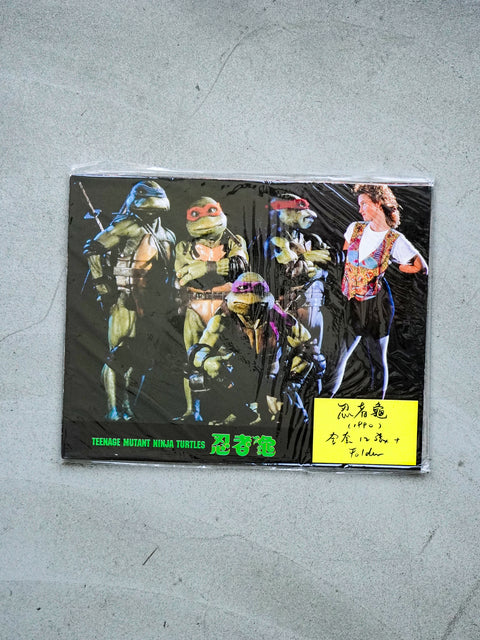 TEENAGE MUTANT NINJA TURTLES 忍者龜
忍者龜
(1990)
全套 12張 +
Folder